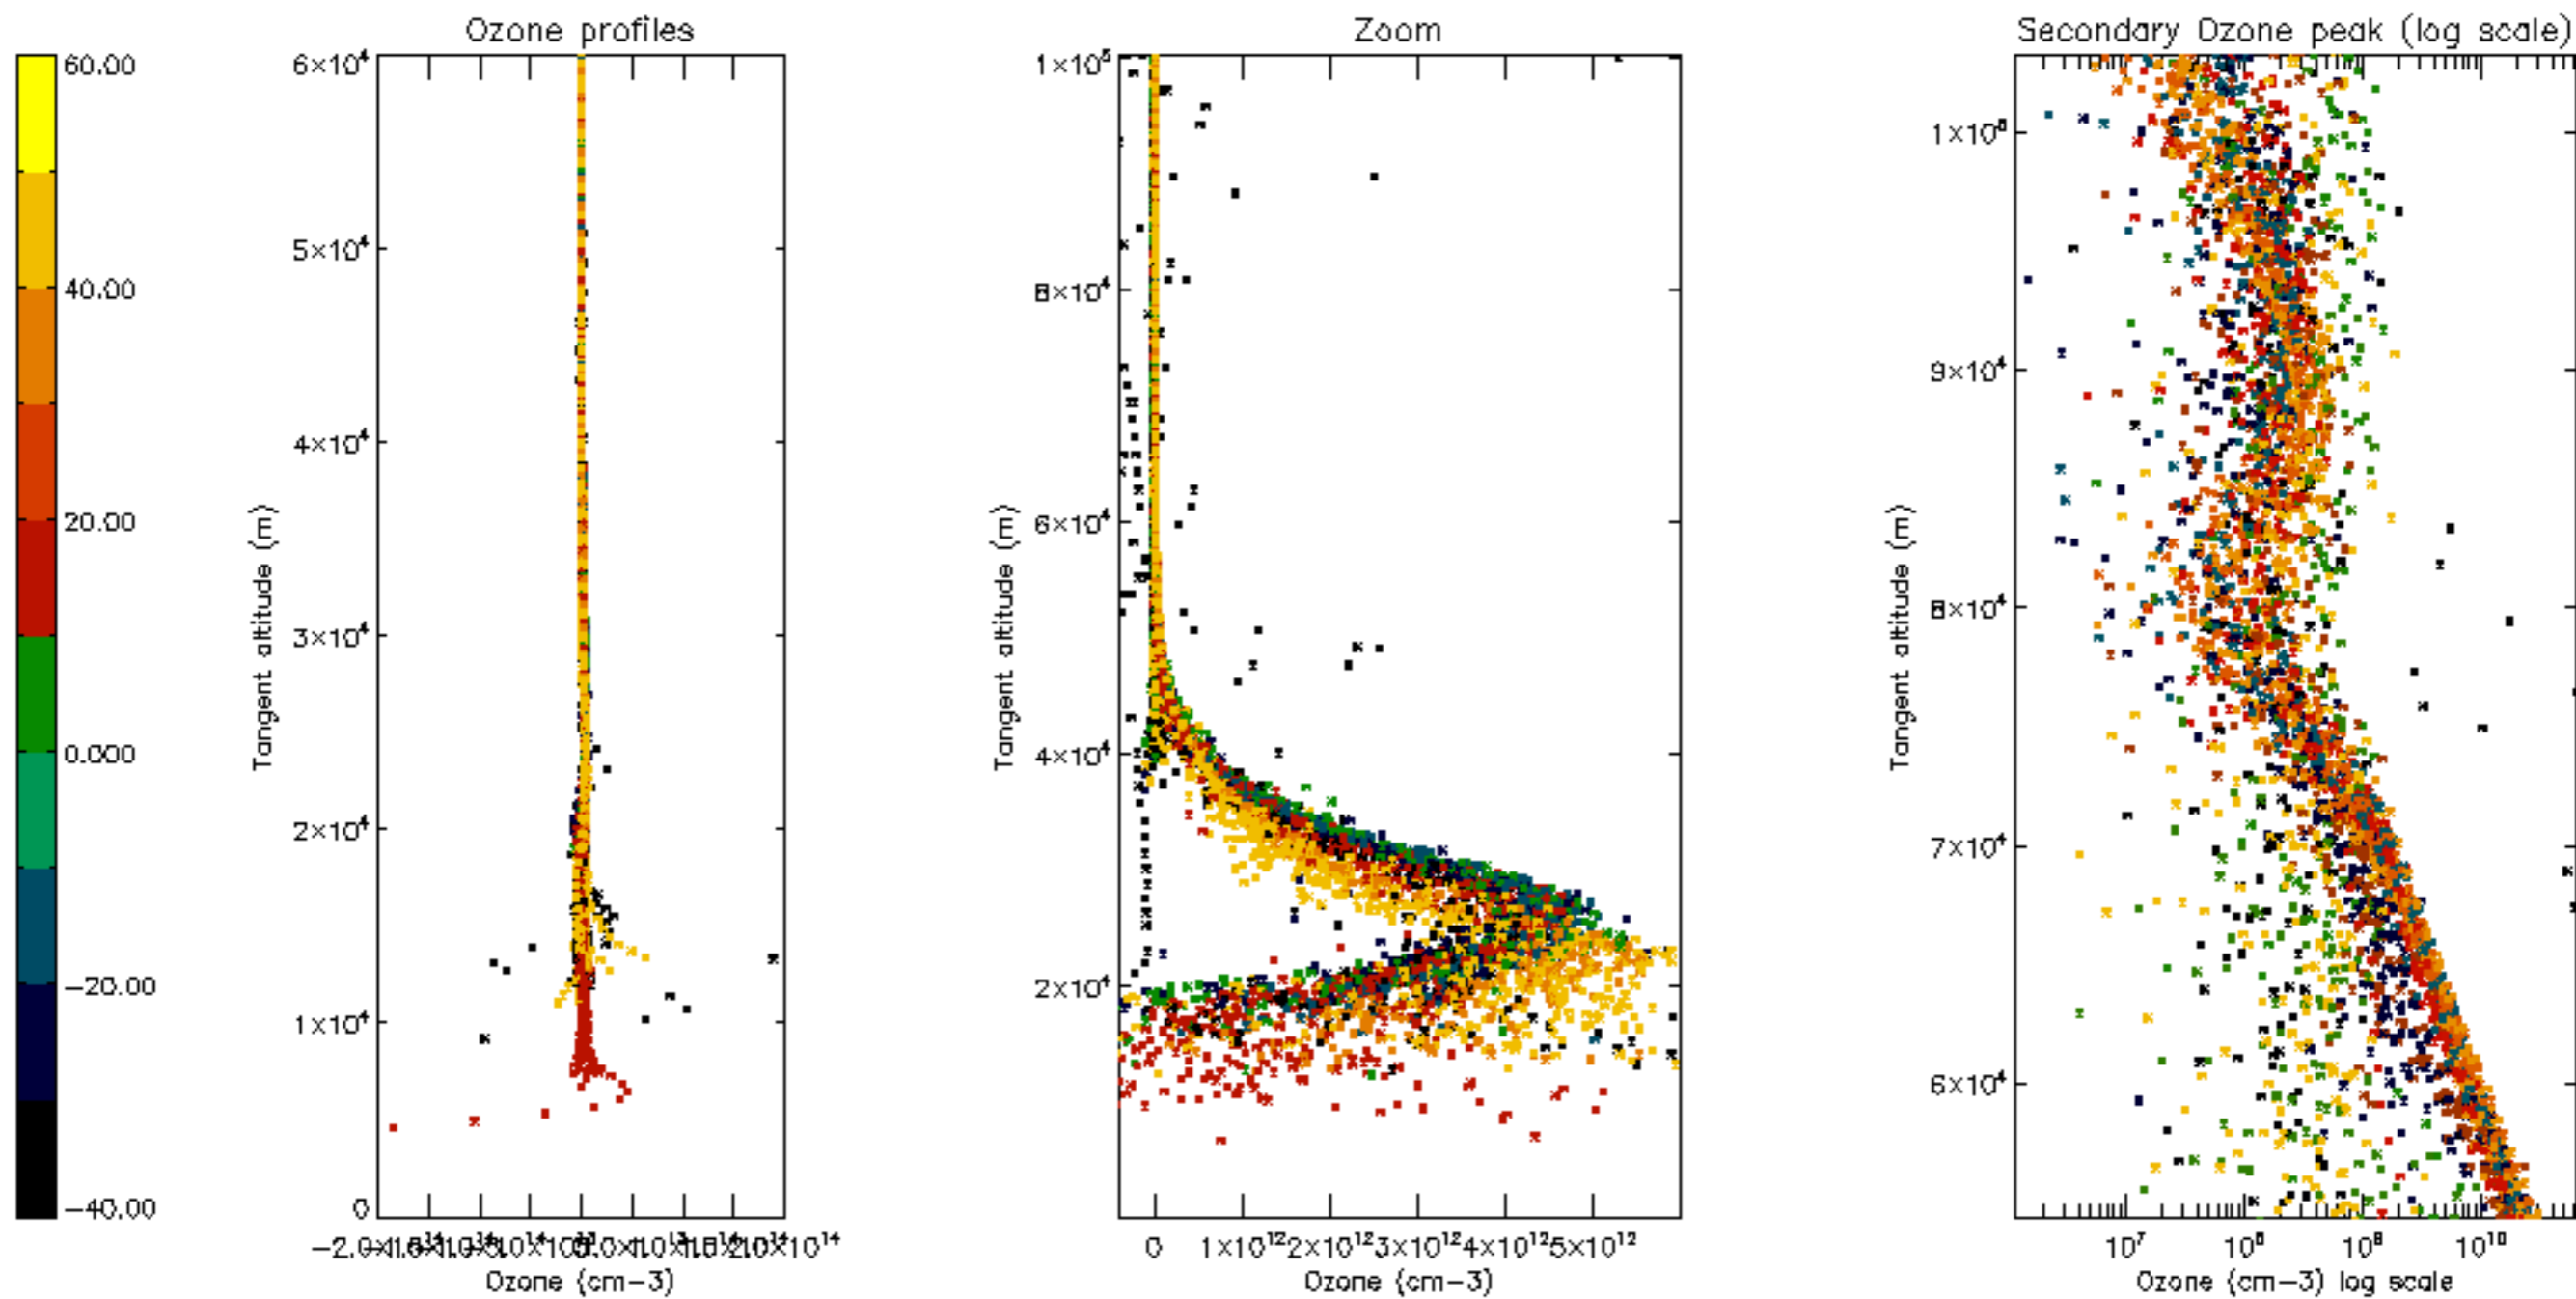 Ozone profiles
Zoom
Secondary Ozone peak (log scale)
60.00
40.00
20.00
0.000
−20.00
−40.00
6×10⁴
5×10⁴
4×10⁴
3×10⁴
2×10⁴
1×10⁴
0
Tangent altitude (m)
Ozone (cm−3)
1×10⁵
8×10⁴
6×10⁴
4×10⁴
2×10⁴
Tangent altitude (m)
0 1×10¹² 2×10¹² 3×10¹² 4×10¹² 5×10¹²
Ozone (cm−3)
9×10⁴
8×10⁴
7×10⁴
6×10⁴
Tangent altitude (m)
10⁷ 10⁸ 10⁹ 10¹⁰
Ozone (cm−3) log scale